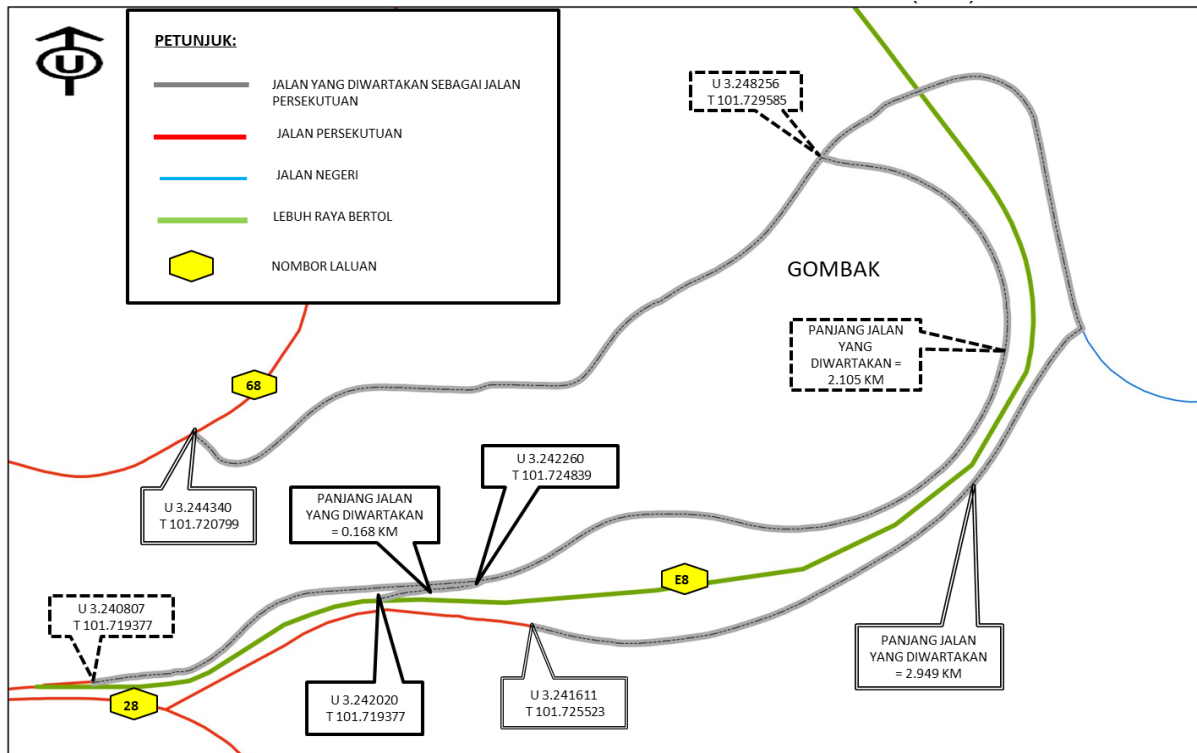 U
PETUNJUK:
JALAN YANG DIWARTAKAN SEBAGAI JALAN
PERSEKUTUAN
JALAN PERSEKUTUAN
JALAN NEGERI
LEBUH RAYA BERTOL
NOMBOR LALUAN
U 3.248256
T 101.729585
GOMBAK
PANJANG JALAN
YANG
DIWARTAKAN =
2.105 KM
68
U 3.244340
T 101.720799
PANJANG JALAN
YANG DIWARTAKAN
= 0.168 KM
U 3.242260
T 101.724839
E8
U 3.240807
T 101.719377
28
U 3.242020
T 101.719377
U 3.241611
T 101.725523
PANJANG JALAN
YANG DIWARTAKAN
= 2.949 KM